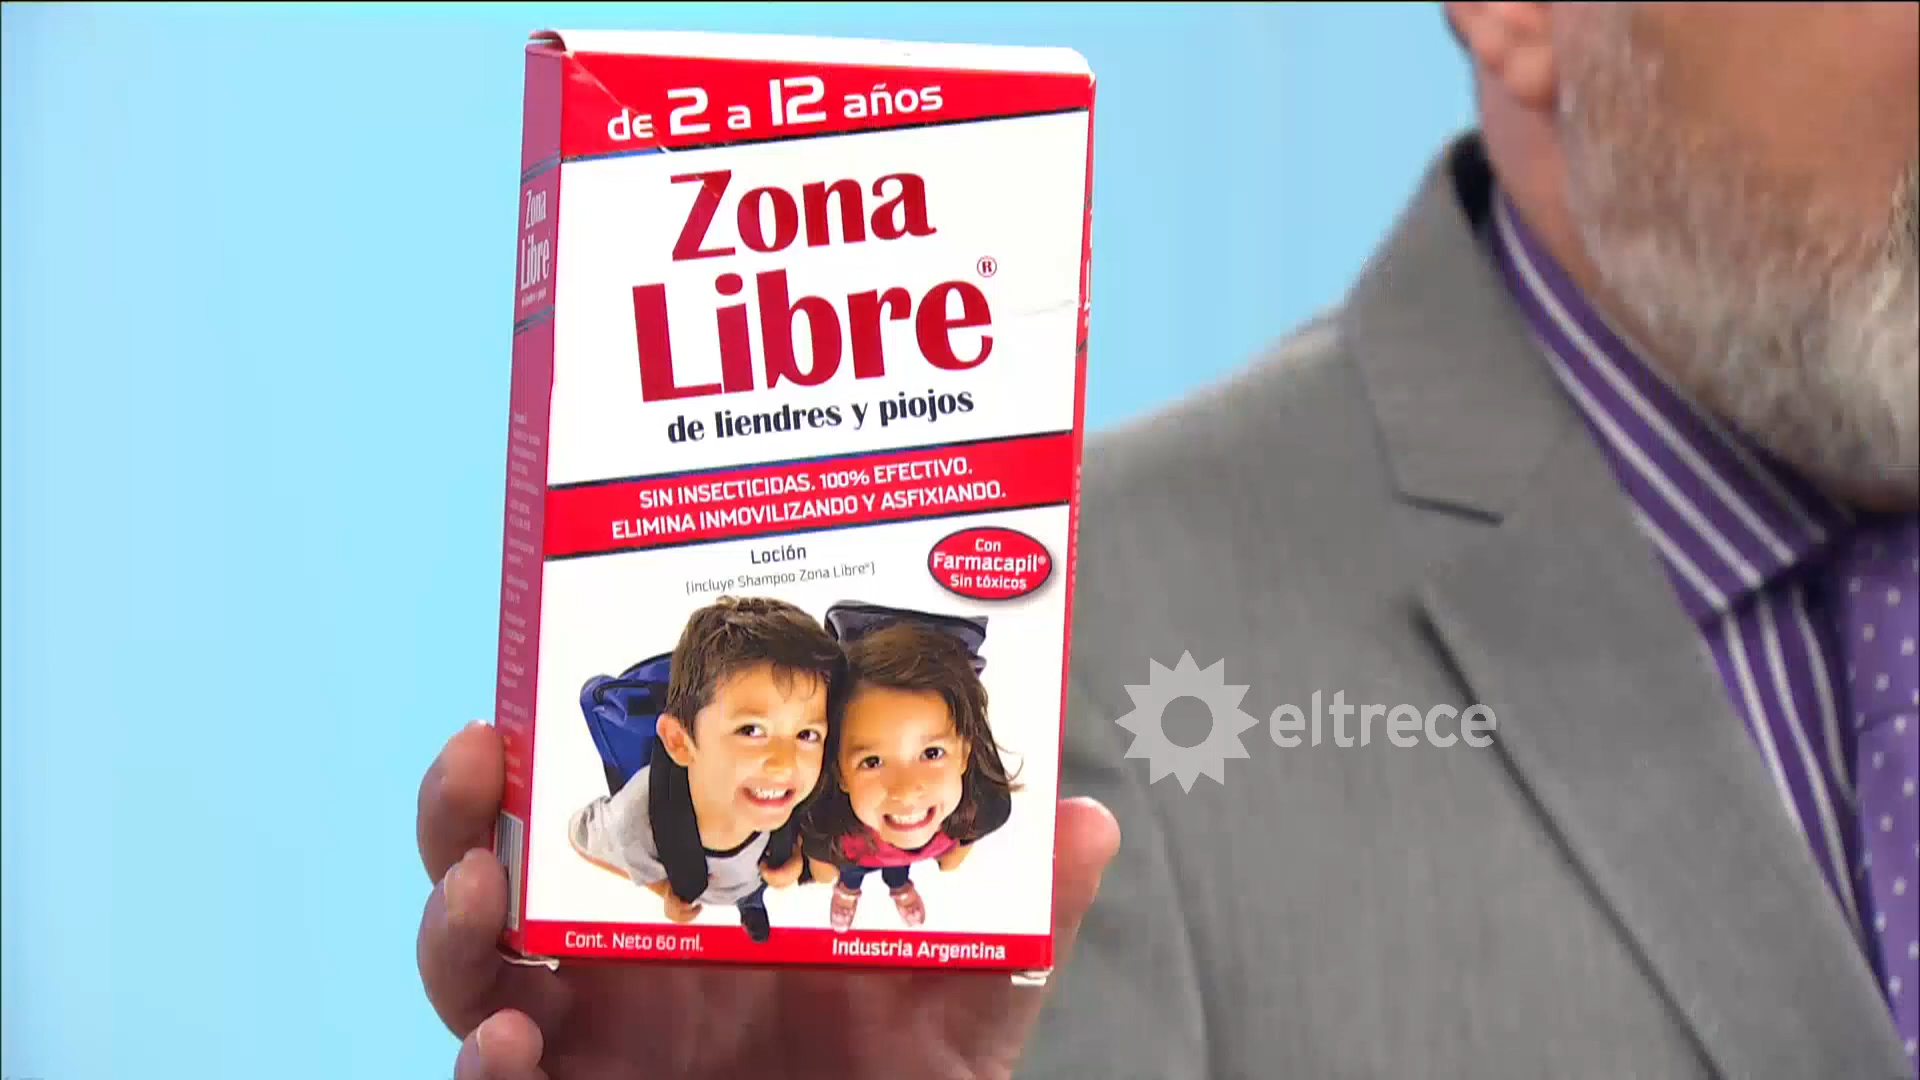 de 2 a 12 años
Zona
Libre®
de liendres y piojos
SIN INSECTICIDAS. 100% EFECTIVO.
ELIMINA INMOVILIZANDO Y ASFIXIANDO.
Loción
(incluye Shampoo Zona Libre®)
Con
Farmacapil®
Sin tóxicos
Cont. Neto 60 ml.
Industria Argentina
Zona
Libre
eltrece